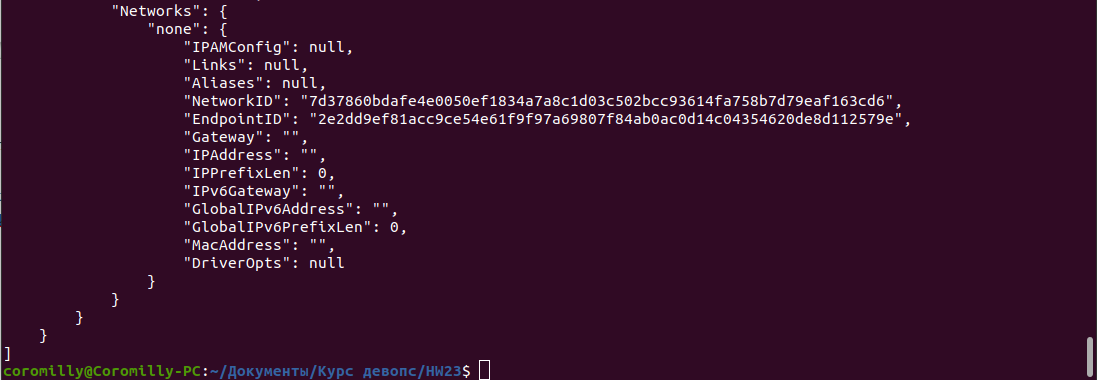 "Networks": {
"none": {
"IPAMConfig": null,
"Links": null,
"Aliases": null,
"NetworkID": "7d37860bdafe4e0050ef1834a7a8c1d03c502bcc93614fa758b7d79eaf163cd6",
"EndpointID": "2e2dd9ef81acc9ce54e61f9f97a69807f84ab0ac0d14c04354620de8d112579e",
"Gateway": "",
"IPAddress": "",
"IPPrefixLen": 0,
"IPv6Gateway": "",
"GlobalIPv6Address": "",
"GlobalIPv6PrefixLen": 0,
"MacAddress": "",
"DriverOpts": null
}
}
}
}
]
coromilly@Coromilly-PC:~/Документы/Курс девопс/HW23$